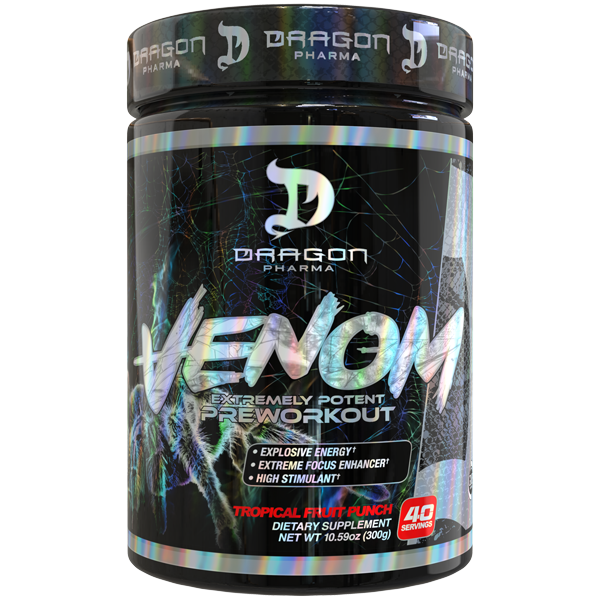 DRAGON
PHARMA
DRAGON
PHARMA
DRAGON
PHARMA
VENOM
EXTREMELY POTENT
PREWORKOUT
• EXPLOSIVE ENERGY†
• EXTREME FOCUS ENHANCER†
• HIGH STIMULANT†
TROPICAL FRUIT PUNCH
DIETARY SUPPLEMENT
NET WT 10.59oz (300g)
40
SERVINGS